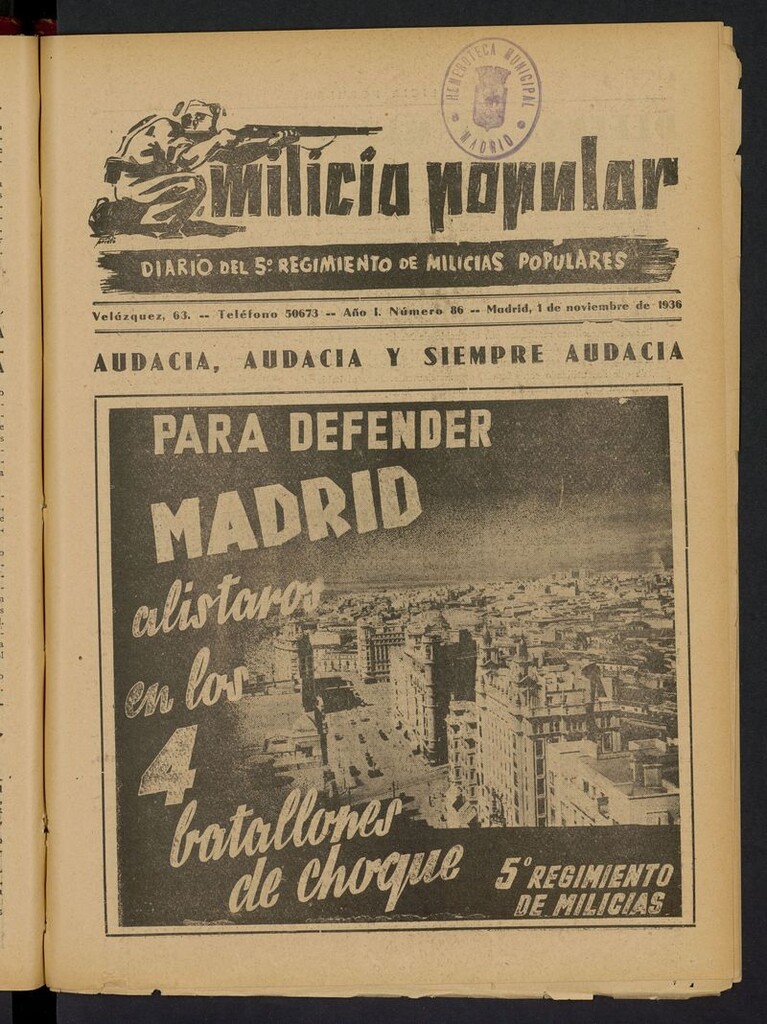 HEMEROTECA MUNICIPAL
MADRID
milicia popular
DIARIO DEL 5º REGIMIENTO DE MILICIAS POPULARES
Velázquez, 63. -- Teléfono 50673 -- Año I. Número 86 -- Madrid, 1 de noviembre de 1936
AUDACIA, AUDACIA Y SIEMPRE AUDACIA
PARA DEFENDER
MADRID
alistaros
en los
4
batallones
de choque
5º REGIMIENTO
DE MILICIAS